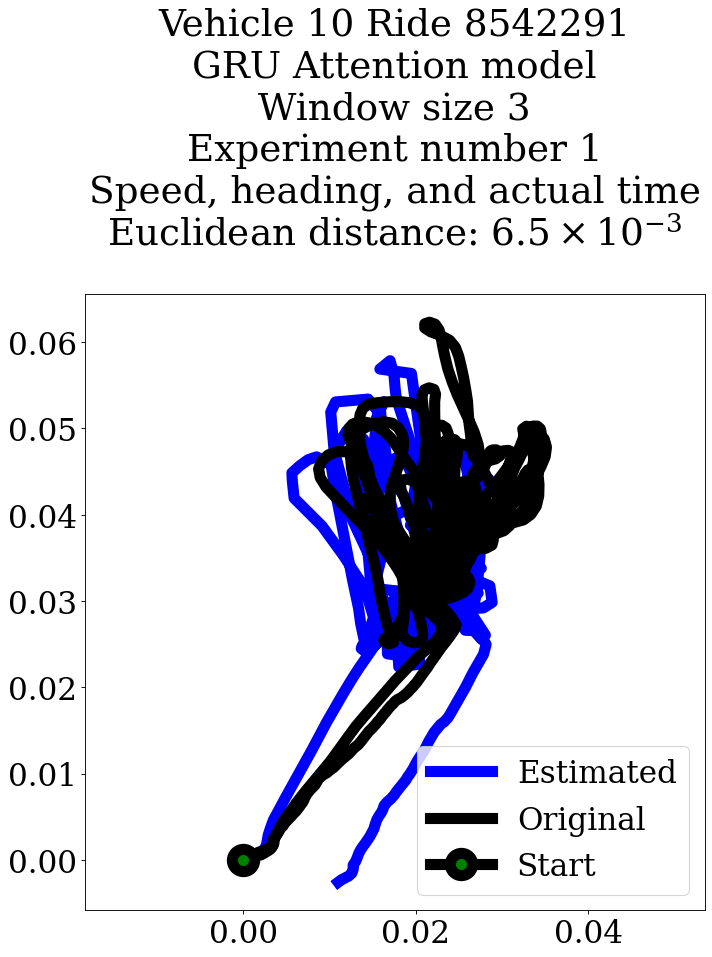 Vehicle 10 Ride 8542291
GRU Attention model
Window size 3
Experiment number 1
Speed, heading, and actual time
Euclidean distance: 6.5 × 10⁻³
0.06
0.05
0.04
0.03
0.02
0.01
0.00
Estimated
Original
Start
0.00 0.02 0.04